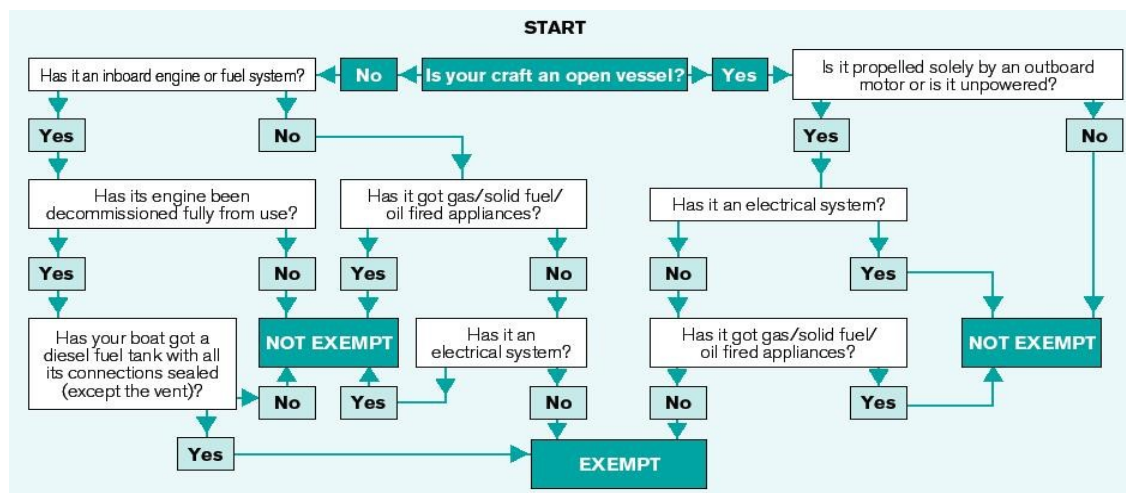 START
Has it an inboard engine or fuel system?
No
Is your craft an open vessel?
Yes
Is it propelled solely by an outboard
motor or is it unpowered?
Yes
No
Yes
No
Has its engine been
decommissioned fully from use?
Has it got gas/solid fuel/
oil fired appliances?
Has it an electrical system?
Yes
No
Yes
No
No
Yes
Has your boat got a
diesel fuel tank with all
its connections sealed
(except the vent)?
NOT EXEMPT
Has it an
electrical system?
Has it got gas/solid fuel/
oil fired appliances?
NOT EXEMPT
No
Yes
No
No
Yes
Yes
EXEMPT